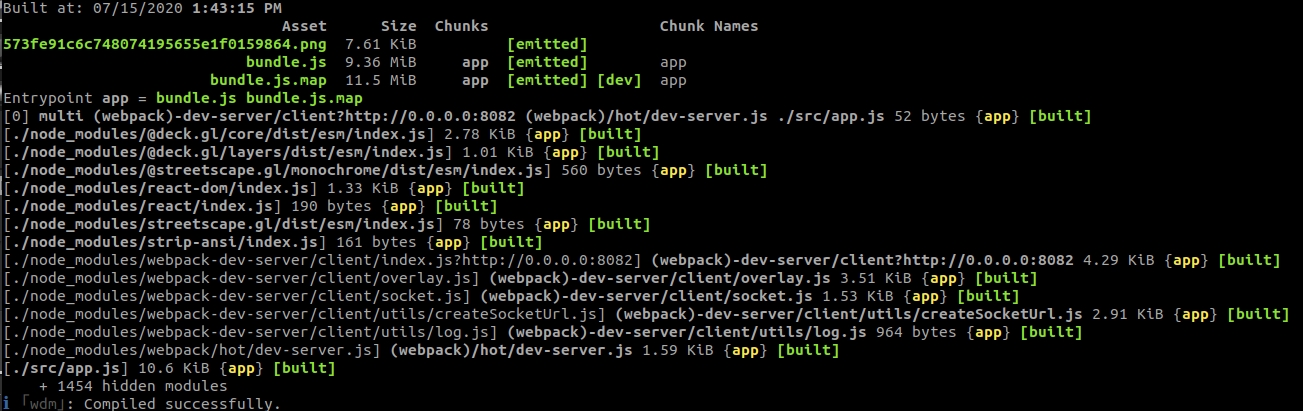 Built at: 07/15/2020 1:43:15 PM
Asset Size Chunks Chunk Names
573fe91c6c748074195655e1f0159864.png 7.61 KiB [emitted]
bundle.js 9.36 MiB app [emitted] app
bundle.js.map 11.5 MiB app [emitted] [dev] app
Entrypoint app = bundle.js bundle.js.map
[0] multi (webpack)-dev-server/client?http://0.0.0.0:8082 (webpack)/hot/dev-server.js ./src/app.js 52 bytes {app} [built]
[./node_modules/@deck.gl/core/dist/esm/index.js] 2.78 KiB {app} [built]
[./node_modules/@deck.gl/layers/dist/esm/index.js] 1.01 KiB {app} [built]
[./node_modules/@streetscape.gl/monochrome/dist/esm/index.js] 560 bytes {app} [built]
[./node_modules/react-dom/index.js] 1.33 KiB {app} [built]
[./node_modules/react/index.js] 190 bytes {app} [built]
[./node_modules/streetscape.gl/dist/esm/index.js] 78 bytes {app} [built]
[./node_modules/strip-ansi/index.js] 161 bytes {app} [built]
[./node_modules/webpack-dev-server/client/index.js?http://0.0.0.0:8082] (webpack)-dev-server/client?http://0.0.0.0:8082 4.29 KiB {app} [built]
[./node_modules/webpack-dev-server/client/overlay.js] (webpack)-dev-server/client/overlay.js 3.51 KiB {app} [built]
[./node_modules/webpack-dev-server/client/socket.js] (webpack)-dev-server/client/socket.js 1.53 KiB {app} [built]
[./node_modules/webpack-dev-server/client/utils/createSocketUrl.js] (webpack)-dev-server/client/utils/createSocketUrl.js 2.91 KiB {app} [built]
[./node_modules/webpack-dev-server/client/utils/log.js] (webpack)-dev-server/client/utils/log.js 964 bytes {app} [built]
[./node_modules/webpack/hot/dev-server.js] (webpack)/hot/dev-server.js 1.59 KiB {app} [built]
[./src/app.js] 10.6 KiB {app} [built]
+ 1454 hidden modules
ℹ ｢wdm｣: Compiled successfully.